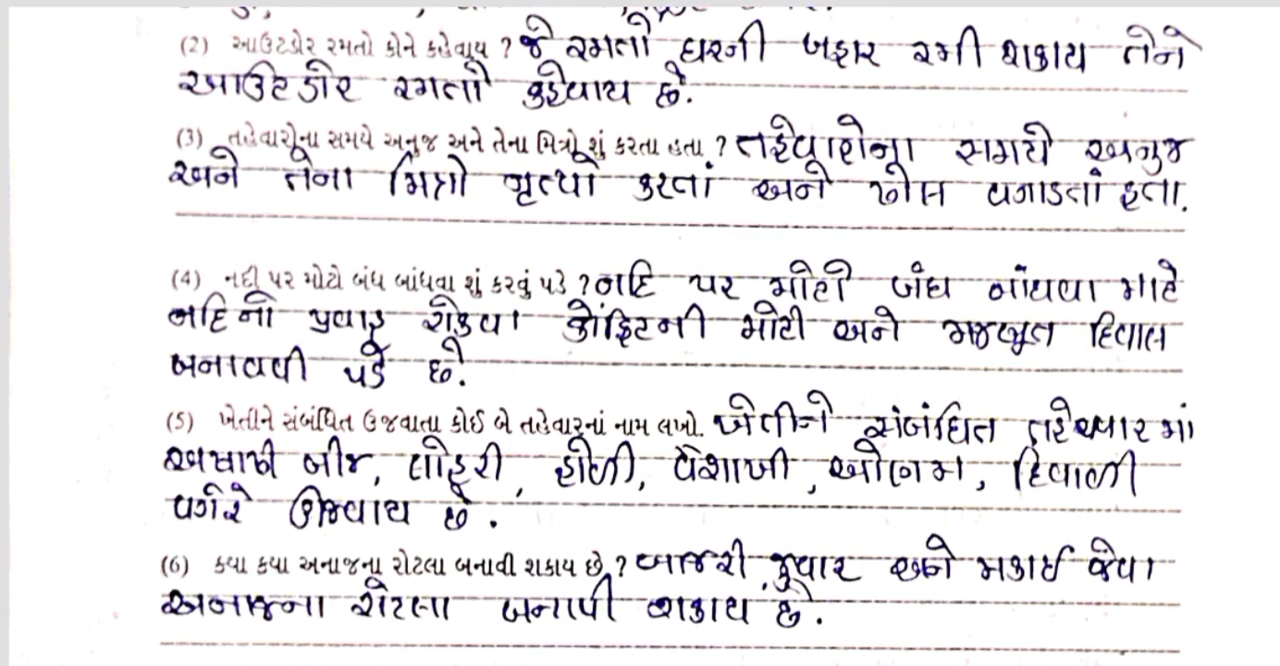 (2) આઉટડોર રમતો કોને કહેવાય ? જે રમતો ઘરની બહાર રમી શકાય તેને
આઉટડોર રમતો કહેવાય છે.
(3) તહેવારોના સમયે અનુજ અને તેના મિત્રો શું કરતા હતા ? તહેવારોના સમયે અનુજ
અને તેના મિત્રો નૃત્યો કરતાં અને ઢોલ વગાડતાં હતા.
(4) નદી પર મોટો બંધ બાંધવા શું કરવું પડે ? નદિ પર મોટો બંધ બાંધવા માટે
નદિનો પ્રવાહ રોકવા કોંક્રિટની મોટી અને મજબૂત દિવાલ
બનાવવી પડે છે.
(5) ખેતીને સંબંધિત ઉજવાતા કોઈ બે તહેવારનાં નામ લખો. ખેતીને સંબંધિત તહેવારમાં
અખાત્રી બીજ, લોહરી, હોળી, વૈશાખી, ઓણમ, દિવાળી
વગેરે ઊજવાય છે.
(6) કયા કયા અનાજના રોટલા બનાવી શકાય છે ? બાજરી, જુવાર અને મકાઈ જેવા
અનાજના રોટલા બનાવી શકાય છે.